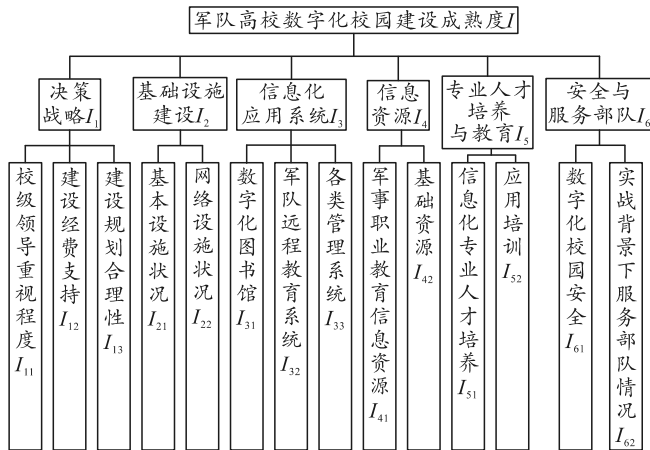 军队高校数字化校园建设成熟度I
决策
战略I₁
基础设施
建设I₂
信息化
应用系统I₃
信息
资源I₄
专业人才
培养
与教育I₅
安全与
服务部队I₆
校级领导重视程度I₁₁
建设经费支持I₁₂
建设规划合理性I₁₃
基本设施状况I₂₁
网络设施状况I₂₂
数字化图书馆I₃₁
军队远程教育系统I₃₂
各类管理系统I₃₃
军事职业教育信息资源I₄₁
基础资源I₄₂
信息化专业人才培养I₅₁
应用培训I₅₂
数字化校园安全I₆₁
实战背景下服务部队情况I₆₂